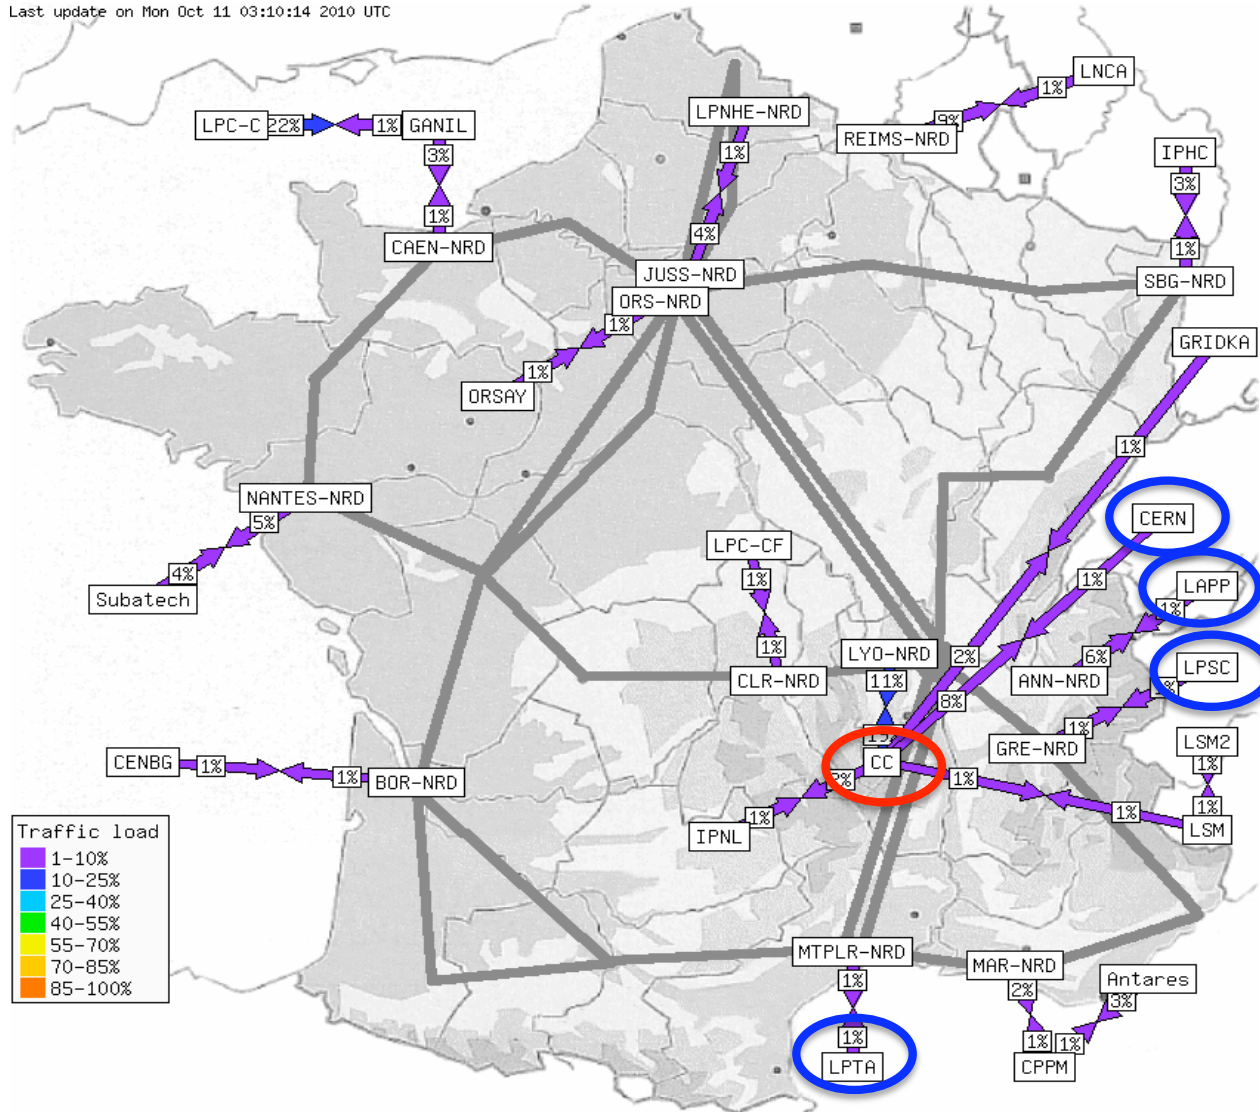 Last update on Mon Oct 11 03:10:14 2010 UTC
LNCA
1%
LPNHE-NRD
9%
REIMS-NRD
LPC-C 22% 1% GANIL
3%
1%
IPHC
3%
1%
CAEN-NRD
4%
1%
JUSS-NRD
SBG-NRD
ORS-NRD
1%
GRIDKA
1%
ORSAY
1%
NANTES-NRD
5%
CERN
LPC-CF
4%
1%
1%
Subatech
LAPP
1%
1%
LYO-NRD
2%
6%
LPSC
11%
CLR-NRD
ANN-NRD
8%
1%
GRE-NRD
LSM2
CENBG
1%
1%
BOR-NRD
CC
1%
1%
1%
1%
IPNL
LSM
Traffic load
1-10%
10-25%
25-40%
40-55%
55-70%
70-85%
85-100%
MTPLR-NRD
MAR-NRD
1%
2%
Antares
3%
1%
1%
1%
LPTA
CPPM